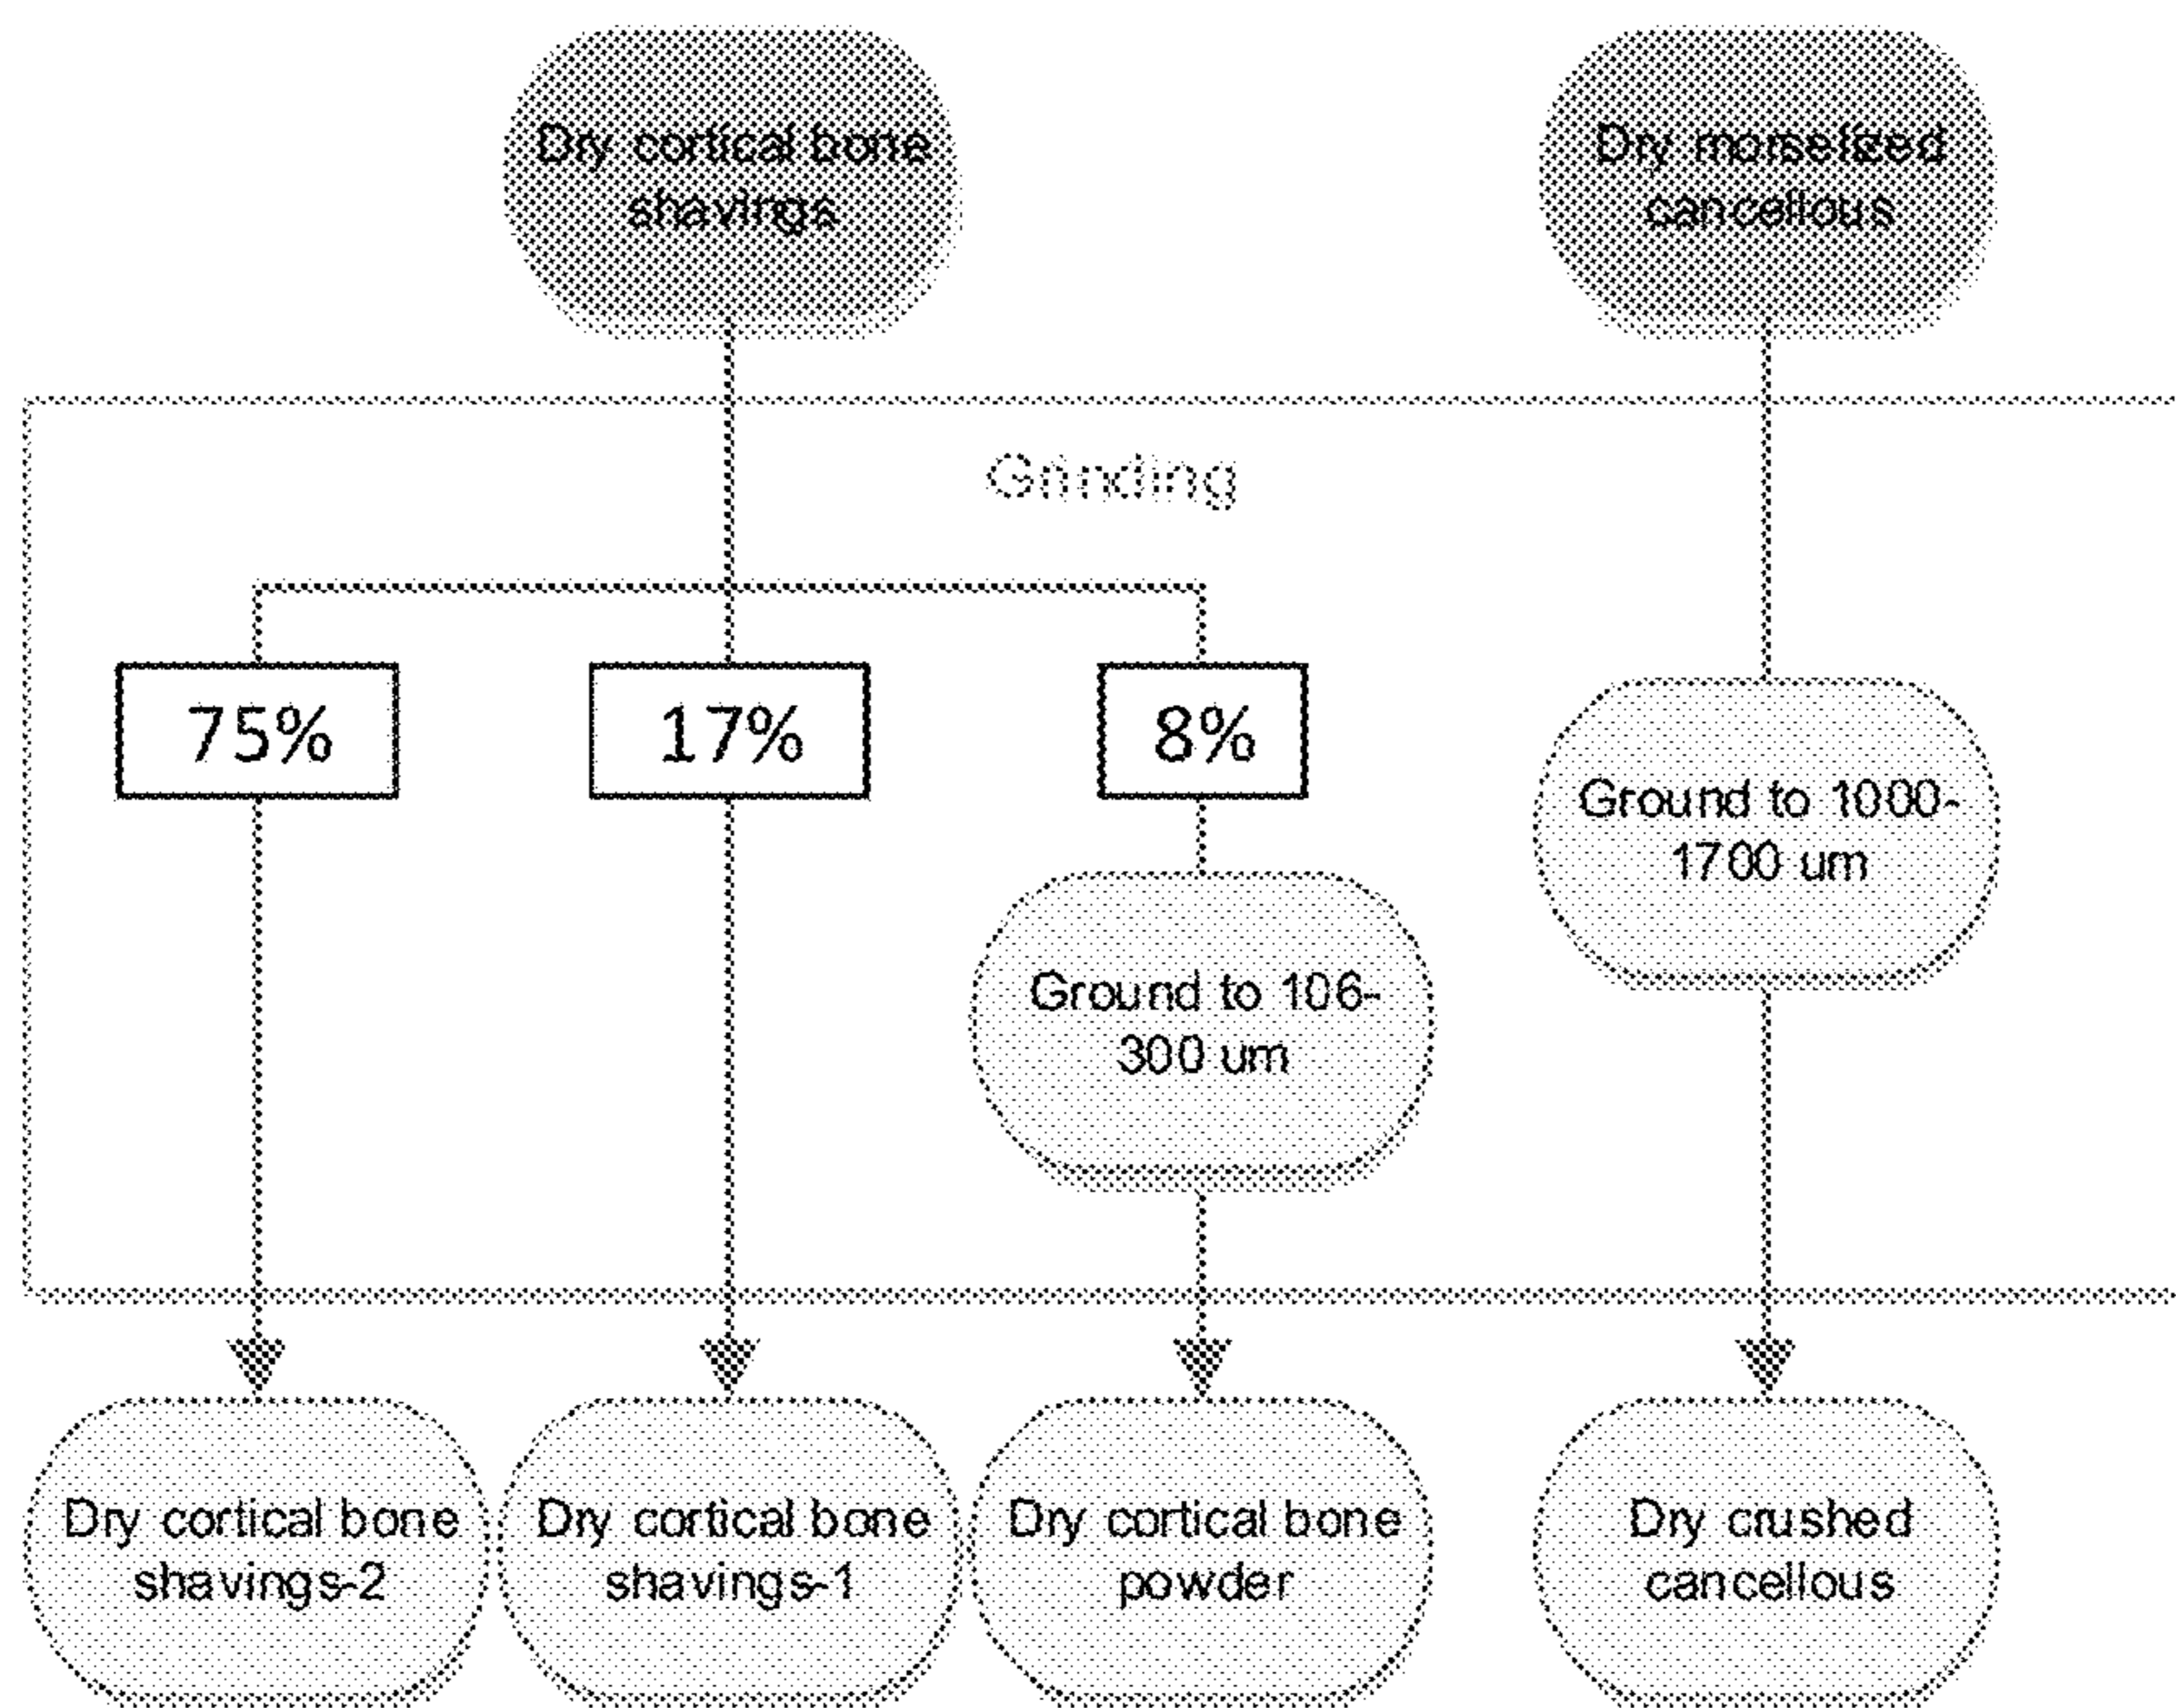 Dry cortical bone
shavings
Dry morselized
cancellous
Grinding
75%
17%
8%
Ground to 1000-
1700 um
Ground to 106-
300 um
Dry cortical bone
shavings-2
Dry cortical bone
shavings-1
Dry cortical bone
powder
Dry crushed
cancellous